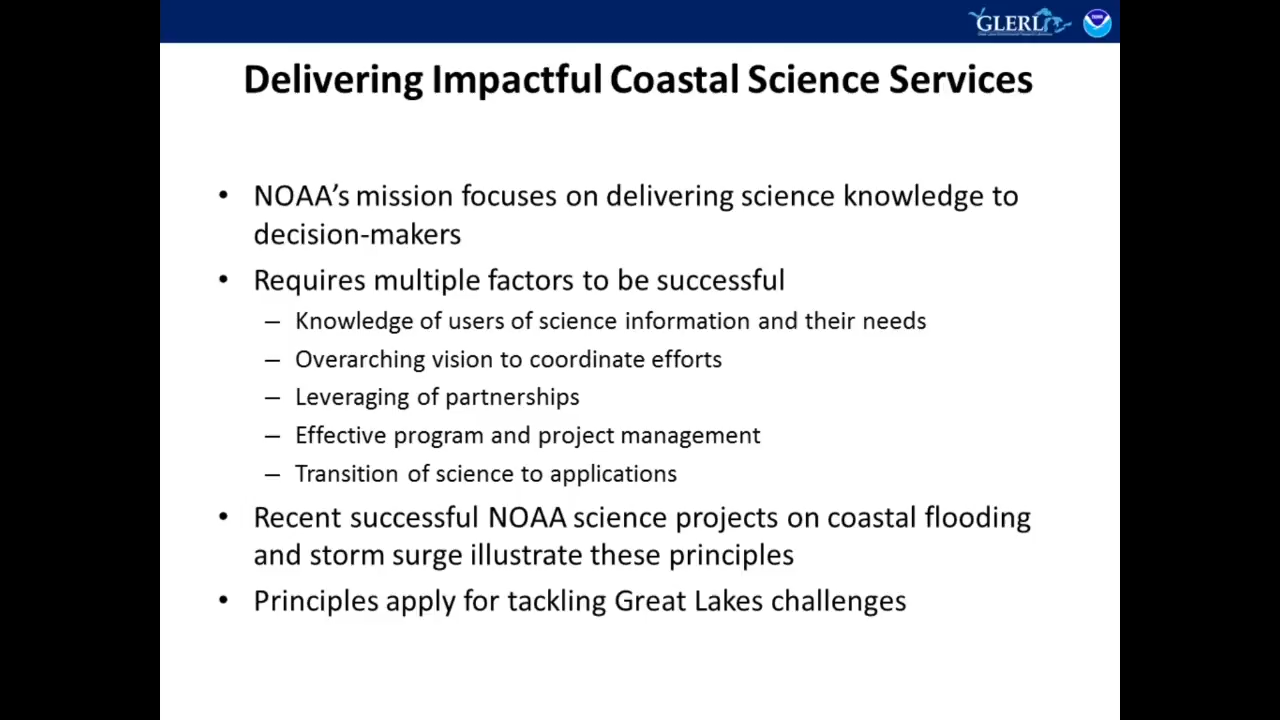 GLERL
Delivering Impactful Coastal Science Services
• NOAA's mission focuses on delivering science knowledge to
decision-makers
• Requires multiple factors to be successful
– Knowledge of users of science information and their needs
– Overarching vision to coordinate efforts
– Leveraging of partnerships
– Effective program and project management
– Transition of science to applications
• Recent successful NOAA science projects on coastal flooding
and storm surge illustrate these principles
• Principles apply for tackling Great Lakes challenges